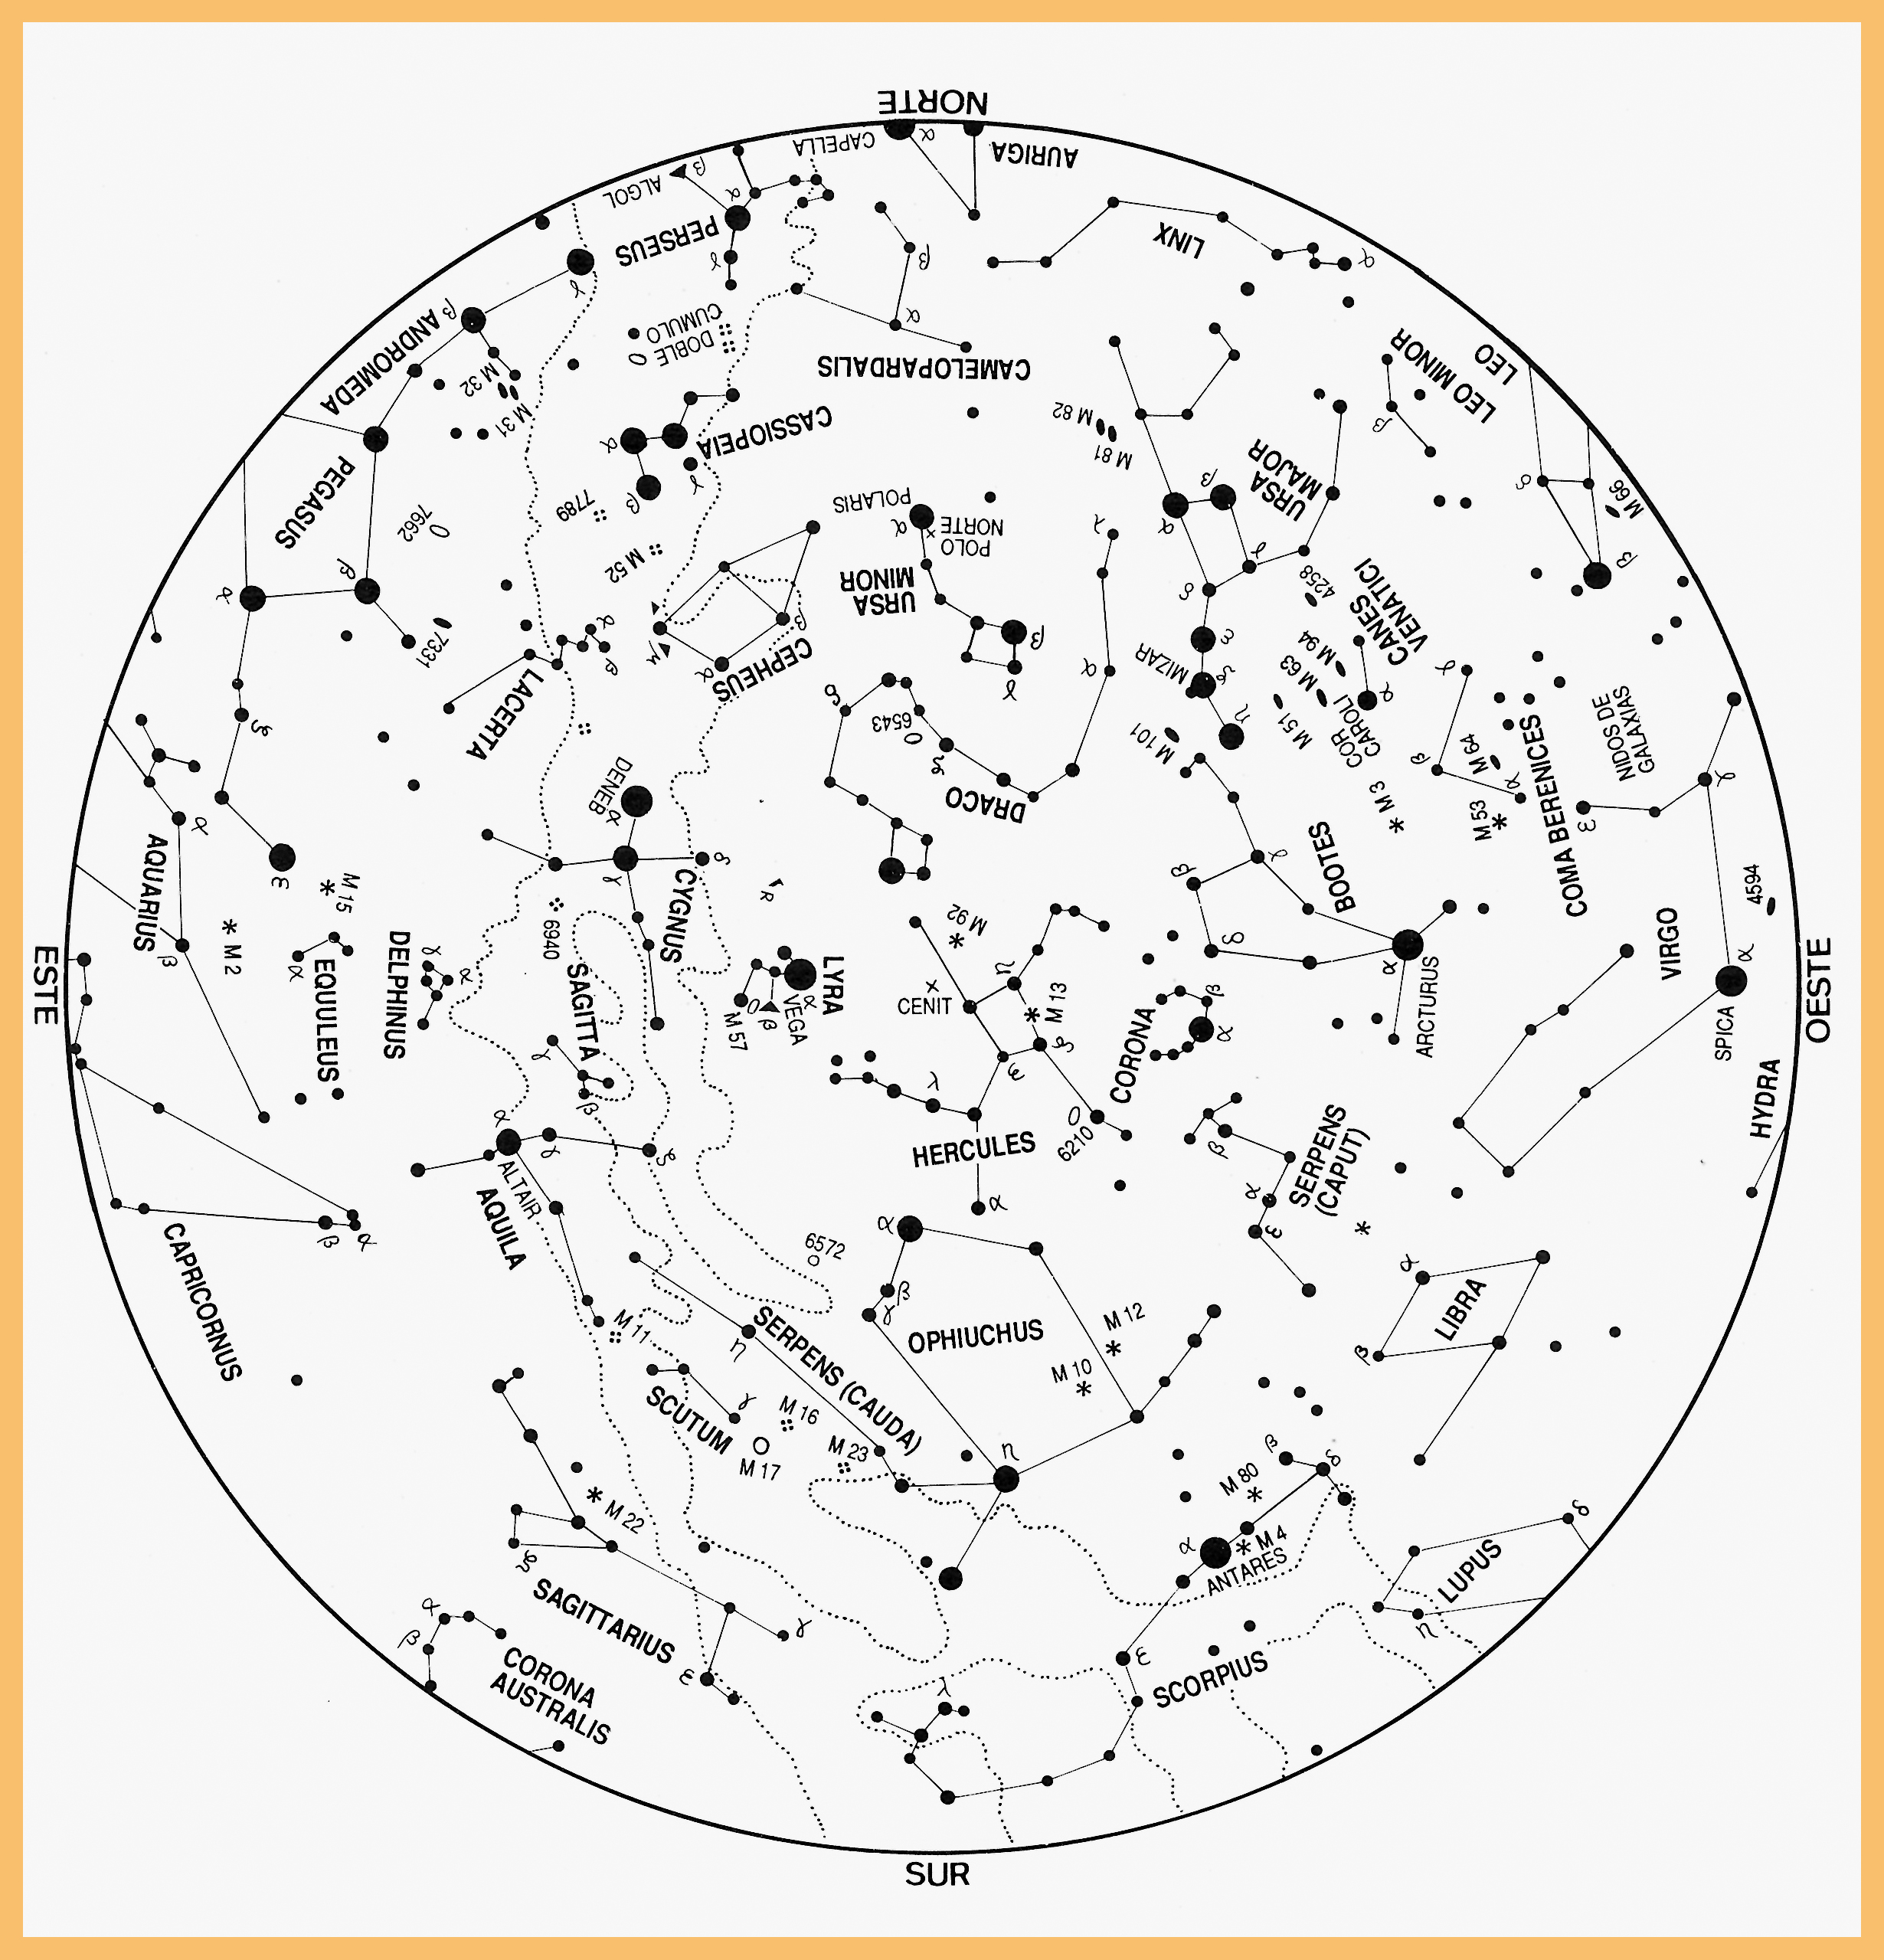 NORTE
AURIGA
α
CAPELLA
β
ALGOL
α
PERSEUS
γ
LINX
α
β
α
CAMELOPARDALIS
DOBLE
CUMULO
γ
β
ANDROMEDA
M 32
M 31
CASSIOPEIA
α
β
γ
7789
M 52
PEGASUS
7662
β
α
7331
ξ
ε
LACERTA
α
β
CEPHEUS
μ
α
β
POLARIS
α
POLO
NORTE
URSA
MINOR
β
γ
M 82
M 81
URSA
MAJOR
β
α
γ
δ
ε
MIZAR
ζ
η
M 101
LEO MINOR
β
LEO
δ
β
M 66
4258
CANES
VENATICI
M 94
M 63
M 51
COR
CAROLI
α
M 3
γ
β
α
M 64
M 53
COMA BERENICES
NIDOS DE
GALAXIAS
γ
ε
4594
VIRGO
α
SPICA
OESTE
HYDRA
λ
α
DRACO
6543
ξ
δ
DENEB
α
γ
δ
CYGNUS
6940
R
LYRA
VEGA
α
β
M 57
AQUARIUS
α
β
M 15
M 2
EQUULEUS
α
DELPHINUS
γ
α
ESTE
SAGITTA
γ
β
α
ALTAIR
γ
ξ
AQUILA
M 92
CENIT
η
M 13
ζ
ε
λ
HERCULES
6210
α
CORONA
β
α
BOOTES
γ
β
δ
α
ARCTURUS
SERPENS
(CAPUT)
β
α
ε
CAPRICORNUS
β
α
6572
α
β
γ
OPHIUCHUS
M 12
M 10
η
SERPENS (CAUDA)
η
M 11
SCUTUM
γ
M 16
M 17
M 23
LIBRA
α
β
M 22
ξ
SAGITTARIUS
γ
ε
CORONA
AUSTRALIS
α
β
β
δ
M 80
α
M 4
ANTARES
ε
SCORPIUS
λ
LUPUS
δ
η
SUR